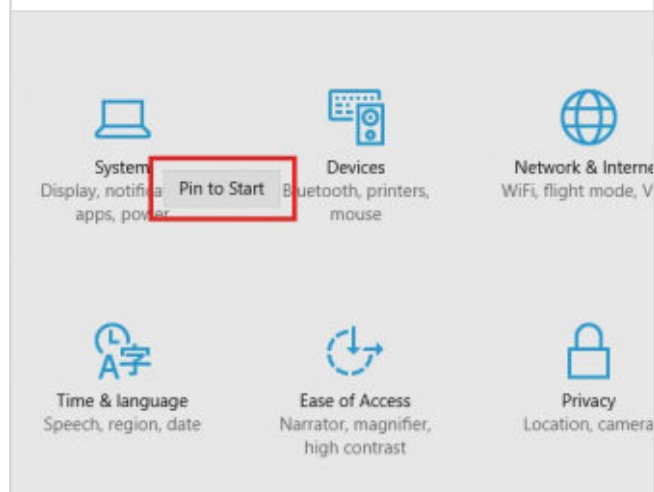 System
Display, notifica
apps, power
Pin to Start
Devices
Bluetooth, printers,
mouse
Network & Interne
WiFi, flight mode, V
字
A
Time & language
Speech, region, date
Ease of Access
Narrator, magnifier,
high contrast
Privacy
Location, camera